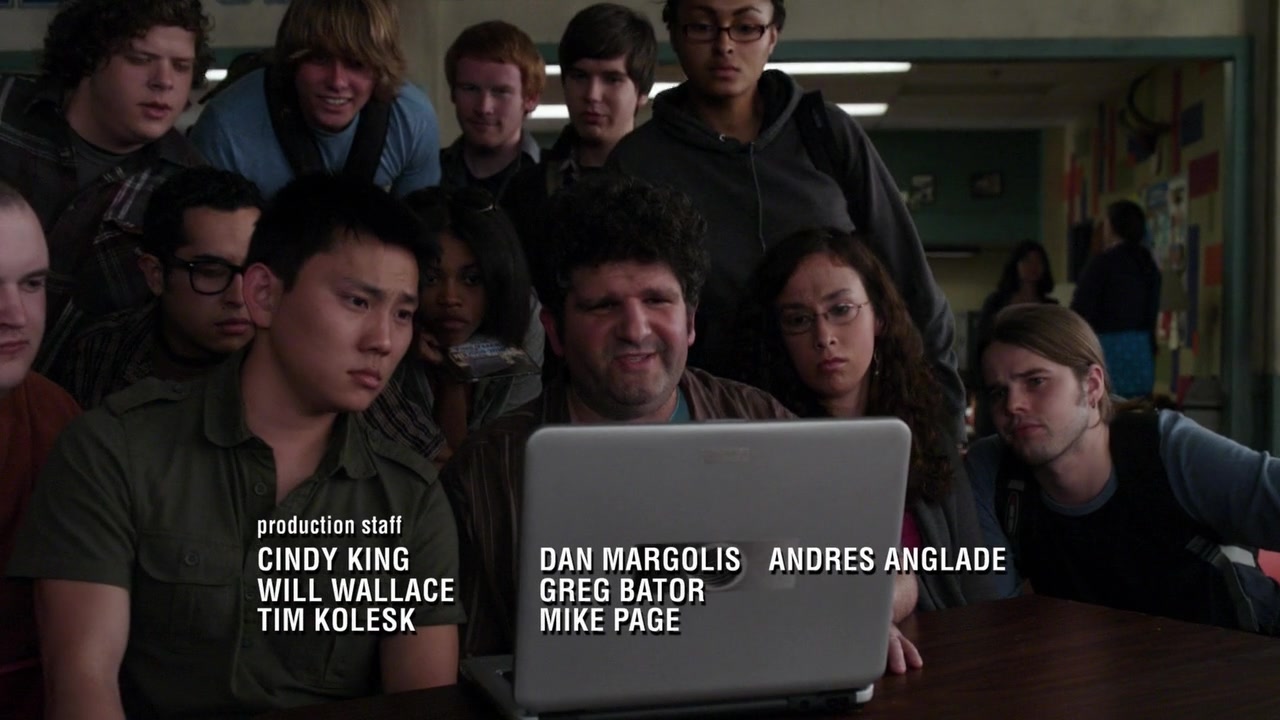 production staff
CINDY KING
WILL WALLACE
TIM KOLESK
DAN MARGOLIS
GREG BATOR
MIKE PAGE
ANDRES ANGLADE